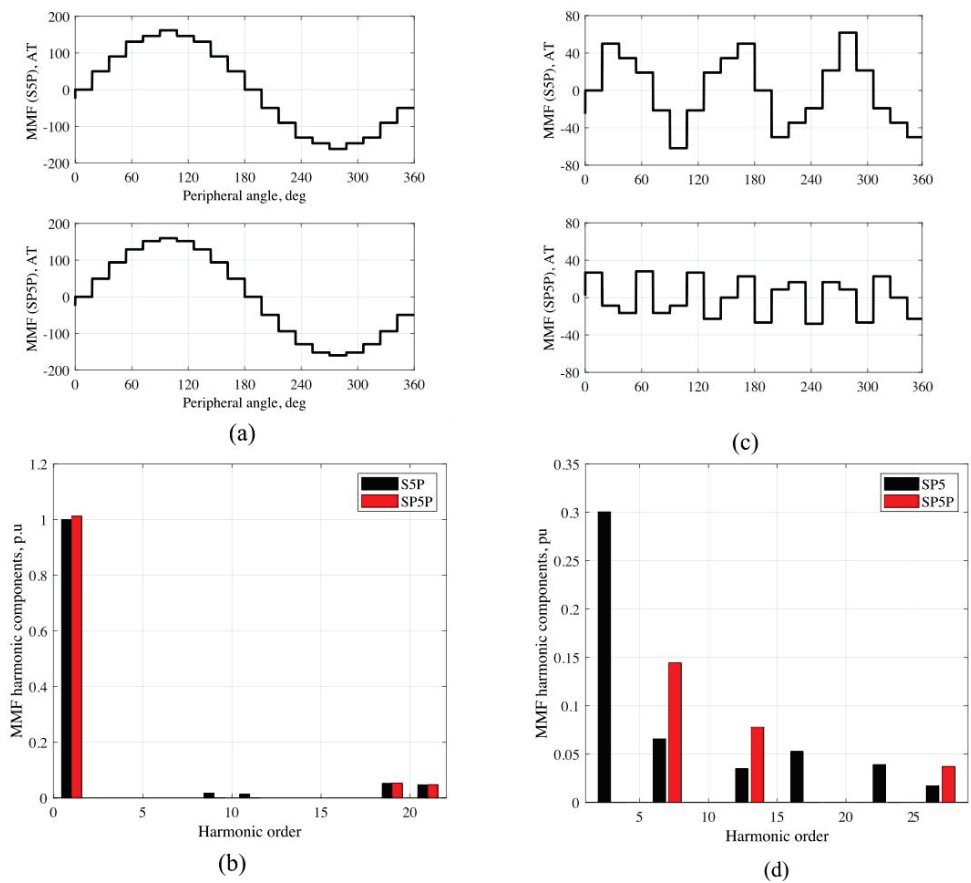 MMF (S5P), AT
200
100
0
-100
-200
0 60 120 180 240 300 360
Peripheral angle, deg
MMF (SP5P), AT
200
100
0
-100
-200
0 60 120 180 240 300 360
Peripheral angle, deg
(a)
MMF (S5P), AT
80
40
0
-40
-80
0 60 120 180 240 300 360
MMF (SP5P), AT
80
40
0
-40
-80
0 60 120 180 240 300 360
(c)
MMF harmonic components, p.u
1.2
1
0.8
0.6
0.4
0.2
0
0 5 10 15 20
Harmonic order
S5P
SP5P
(b)
MMF harmonic components, pu
0.35
0.3
0.25
0.2
0.15
0.1
0.05
0
5 10 15 20 25
Harmonic order
SP5
SP5P
(d)